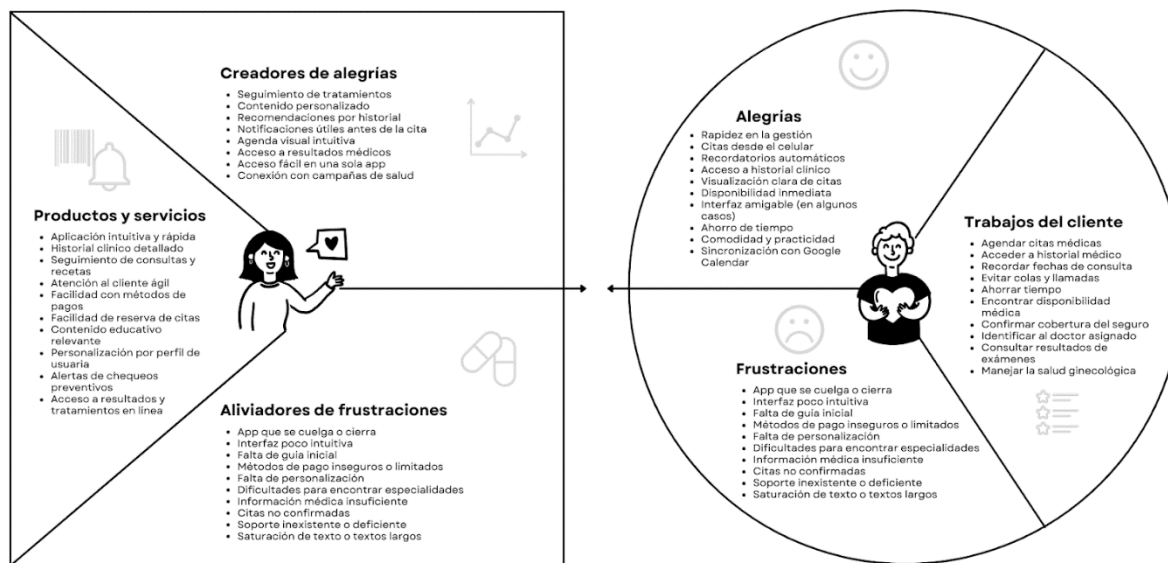 Creadores de alegrías
• Seguimiento de tratamientos
• Contenido personalizado
• Recomendaciones por historial
• Notificaciones útiles antes de la cita
• Agenda visual intuitiva
• Acceso a resultados médicos
• Acceso fácil en una sola app
• Conexión con campañas de salud
Productos y servicios
• Aplicación intuitiva y rápida
• Historial clínico detallado
• Seguimiento de consultas y
recetas
• Atención al cliente ágil
• Facilidad con métodos de
pagos
• Facilidad de reserva de citas
• Contenido educativo
relevante
• Personalización por perfil de
usuaria
• Alertas de chequeos
preventivos
• Acceso a resultados y
tratamientos en línea
Aliviadores de frustraciones
• App que se cuelga o cierra
• Interfaz poco intuitiva
• Falta de guía inicial
• Métodos de pago inseguros o limitados
• Falta de personalización
• Dificultades para encontrar especialidades
• Información médica insuficiente
• Citas no confirmadas
• Soporte inexistente o deficiente
• Saturación de texto o textos largos
Alegrías
• Rapidez en la gestión
• Citas desde el celular
• Recordatorios automáticos
• Acceso a historial clínico
• Visualización clara de citas
• Disponibilidad inmediata
• Interfaz amigable (en algunos
casos)
• Ahorro de tiempo
• Comodidad y practicidad
• Sincronización con Google
Calendar
Trabajos del cliente
• Agendar citas médicas
• Acceder a historial médico
• Recordar fechas de consulta
• Evitar colas y llamadas
• Ahorrar tiempo
• Encontrar disponibilidad
médica
• Confirmar cobertura del seguro
• Identificar al doctor asignado
• Consultar resultados de
exámenes
• Manejar la salud ginecológica
Frustraciones
• App que se cuelga o cierra
• Interfaz poco intuitiva
• Falta de guía inicial
• Métodos de pago inseguros o limitados
• Falta de personalización
• Dificultades para encontrar especialidades
• Información médica insuficiente
• Citas no confirmadas
• Soporte inexistente o deficiente
• Saturación de texto o textos largos